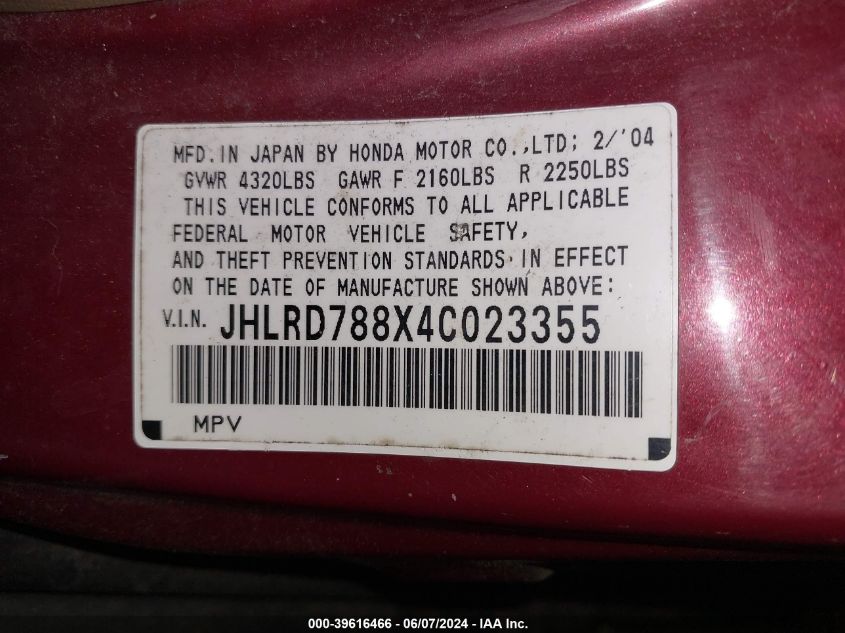 MFD.IN JAPAN BY HONDA MOTOR CO.,LTD; 2/'04
GVWR 4320LBS GAWR F 2160LBS R 2250LBS
THIS VEHICLE CONFORMS TO ALL APPLICABLE
FEDERAL MOTOR VEHICLE SAFETY,
AND THEFT PREVENTION STANDARDS IN EFFECT
ON THE DATE OF MANUFACTURE SHOWN ABOVE:
V.I.N. JHLRD788X4C023355
MPV
000-39616466 - 06/07/2024 - IAA Inc.